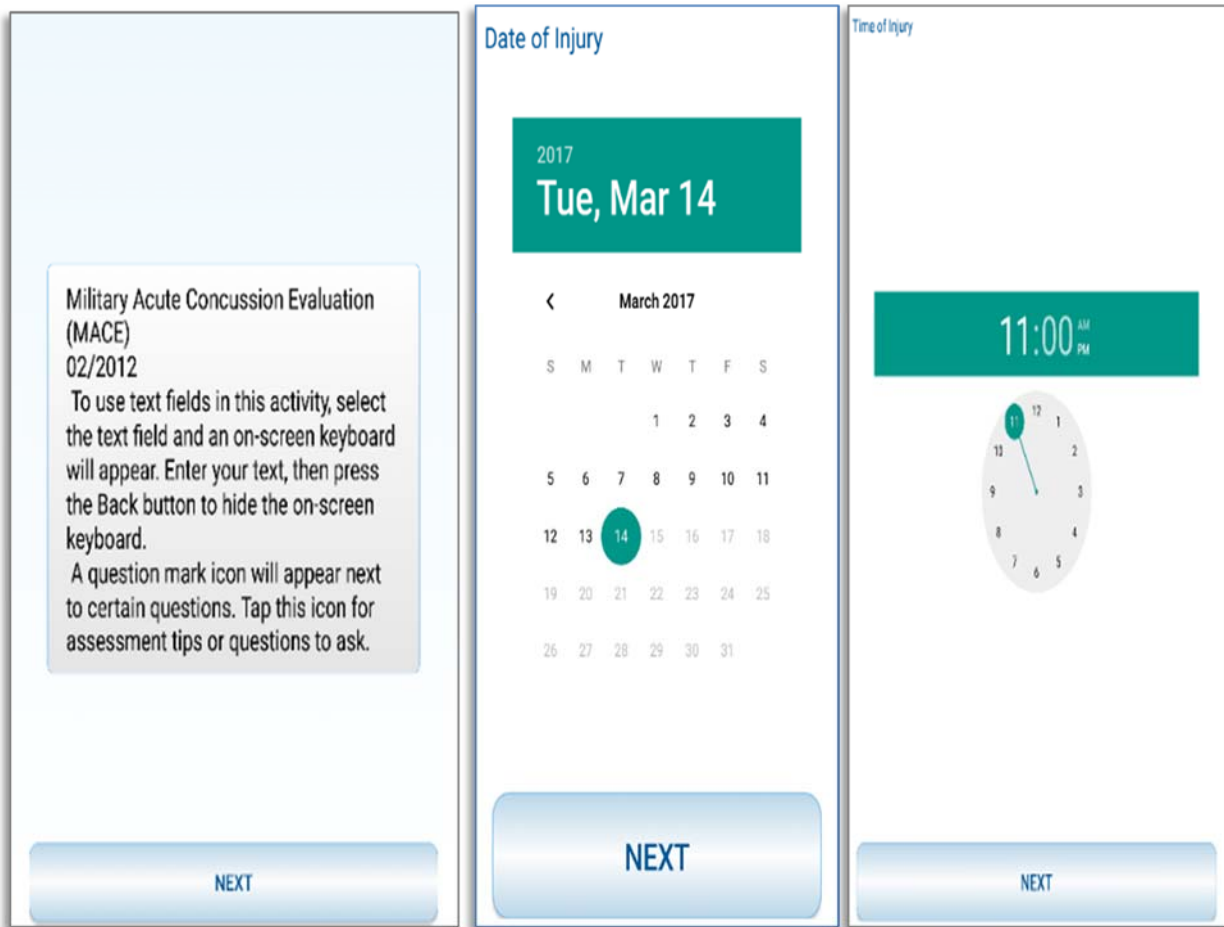 Military Acute Concussion Evaluation
(MACE)
02/2012
To use text fields in this activity, select
the text field and an on-screen keyboard
will appear. Enter your text, then press
the Back button to hide the on-screen
keyboard.
A question mark icon will appear next
to certain questions. Tap this icon for
assessment tips or questions to ask.
NEXT
Date of Injury
2017
Tue, Mar 14
< March 2017
S M T W T F S
1 2 3 4
5 6 7 8 9 10 11
12 13 14 15 16 17 18
19 20 21 22 23 24 25
26 27 28 29 30 31
NEXT
Time of Injury
11:00 AM
PM
12
11 1
10 2
9 3
8 4
7 5
6
NEXT